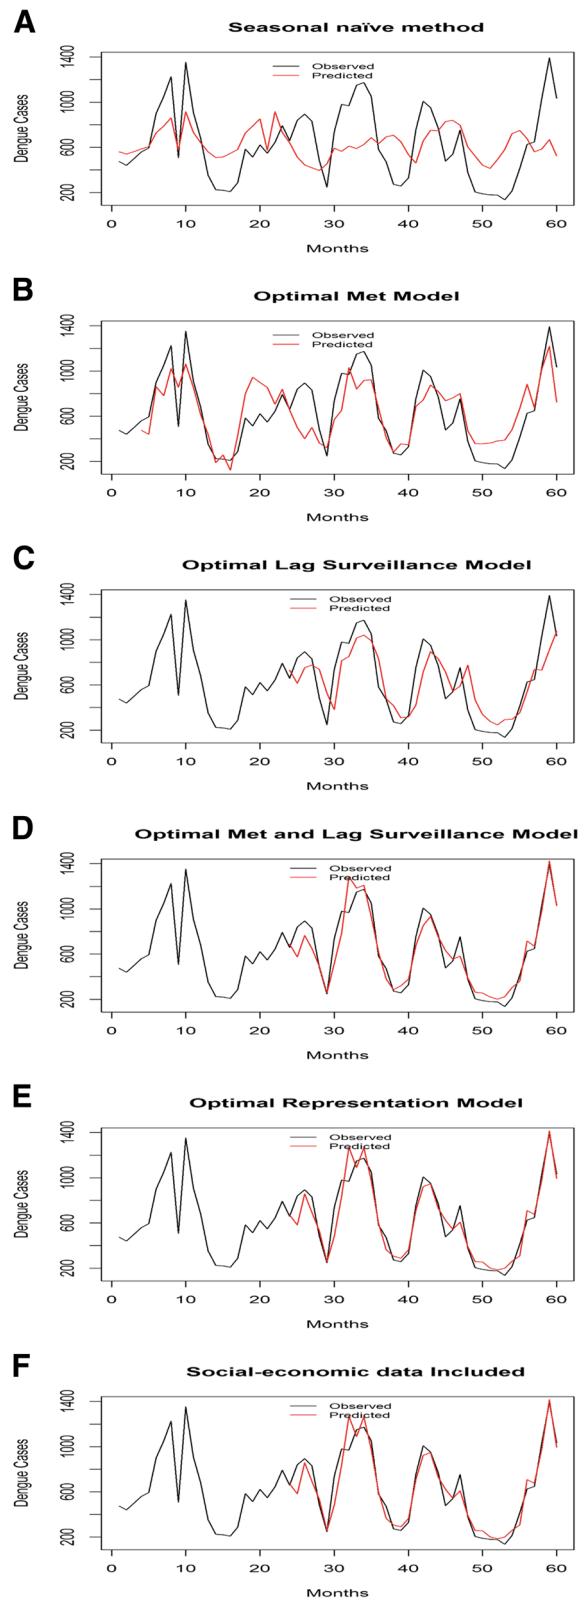 A
Seasonal naïve method
Observed
Predicted
Dengue Cases
200 600 1000 1400
0 10 20 30 40 50 60
Months
B
Optimal Met Model
Observed
Predicted
Dengue Cases
200 600 1000 1400
0 10 20 30 40 50 60
Months
C
Optimal Lag Surveillance Model
Observed
Predicted
Dengue Cases
200 600 1000 1400
0 10 20 30 40 50 60
Months
D
Optimal Met and Lag Surveillance Model
Observed
Predicted
Dengue Cases
200 600 1000 1400
0 10 20 30 40 50 60
Months
E
Optimal Representation Model
Observed
Predicted
Dengue Cases
200 600 1000 1400
0 10 20 30 40 50 60
Months
F
Social-economic data Included
Observed
Predicted
Dengue Cases
200 600 1000 1400
0 10 20 30 40 50 60
Months